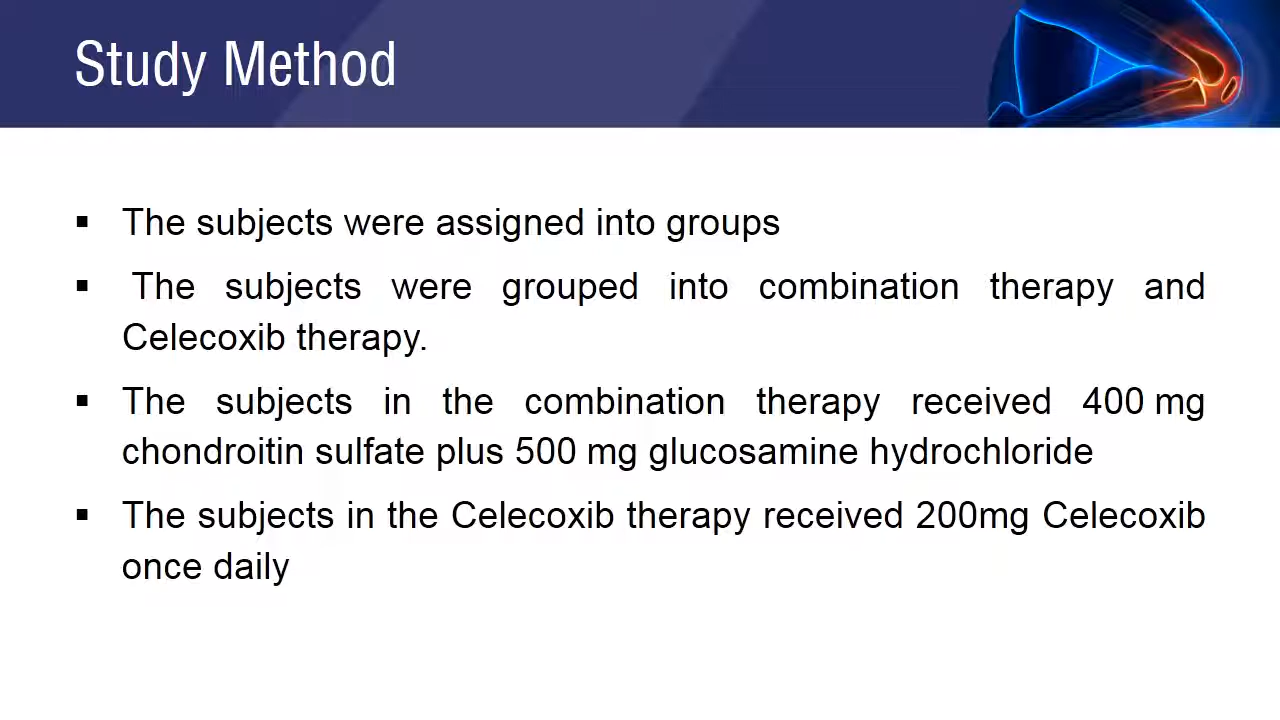 Study Method
▪ The subjects were assigned into groups
▪ The subjects were grouped into combination therapy and
Celecoxib therapy.
▪ The subjects in the combination therapy received 400 mg
chondroitin sulfate plus 500 mg glucosamine hydrochloride
▪ The subjects in the Celecoxib therapy received 200mg Celecoxib
once daily